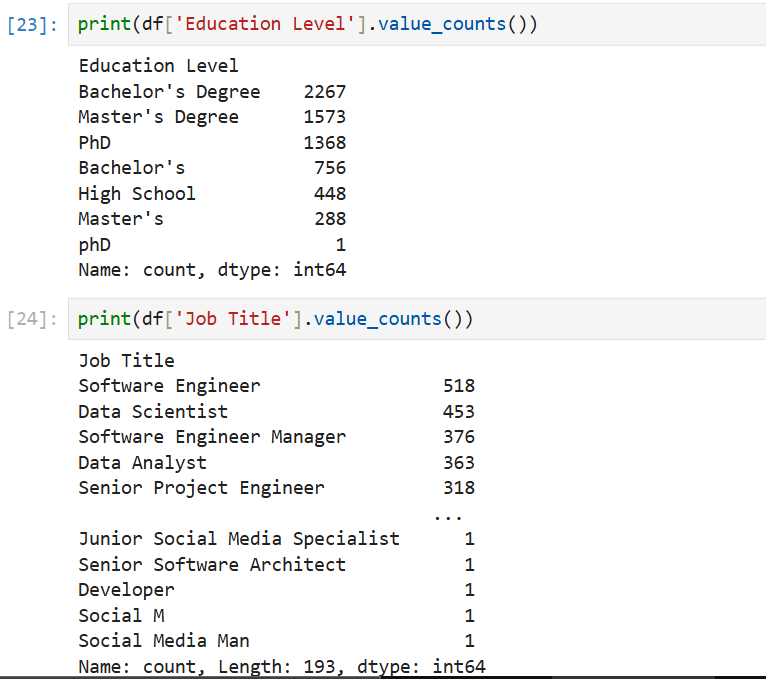 [23]: print(df['Education Level'].value_counts())
Education Level
Bachelor's Degree    2267
Master's Degree      1573
PhD                  1368
Bachelor's            756
High School           448
Master's              288
phD                     1
Name: count, dtype: int64
[24]: print(df['Job Title'].value_counts())
Job Title
Software Engineer                 518
Data Scientist                    453
Software Engineer Manager         376
Data Analyst                      363
Senior Project Engineer           318
...
Junior Social Media Specialist      1
Senior Software Architect           1
Developer                           1
Social M                            1
Social Media Man                    1
Name: count, Length: 193, dtype: int64